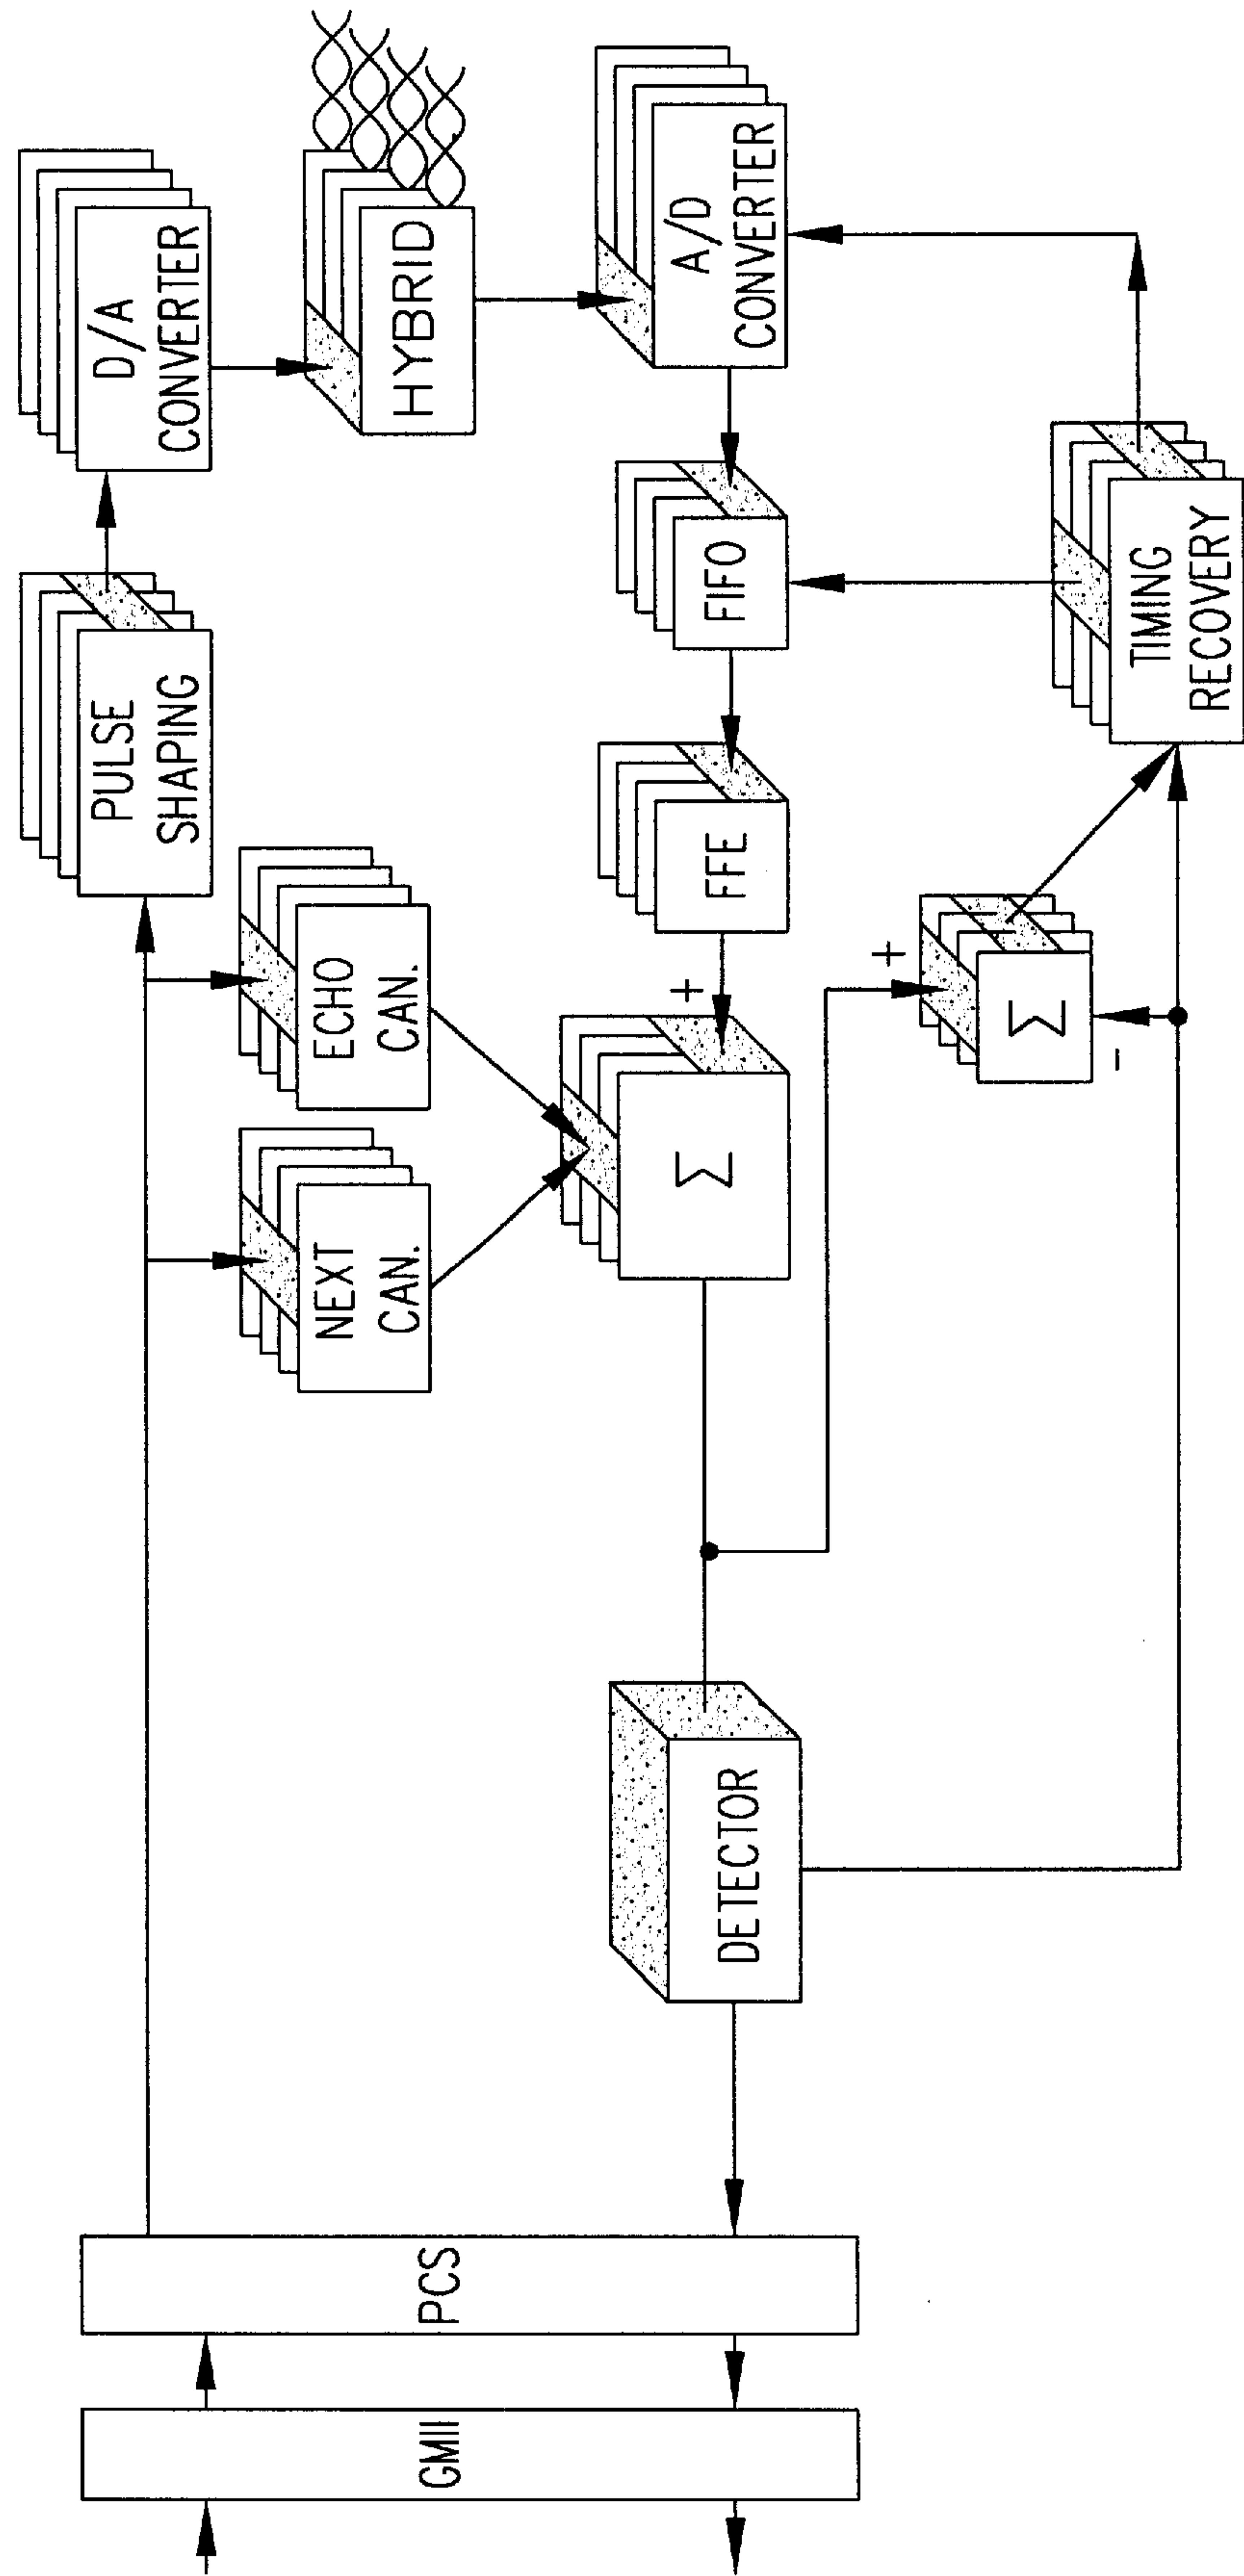 GMII
PCS
PULSE
SHAPING
D/A
CONVERTER
HYBRID
NEXT
CAN.
ECHO
CAN.
Σ
+
FFE
FIFO
A/D
CONVERTER
DETECTOR
+
Σ
-
TIMING
RECOVERY